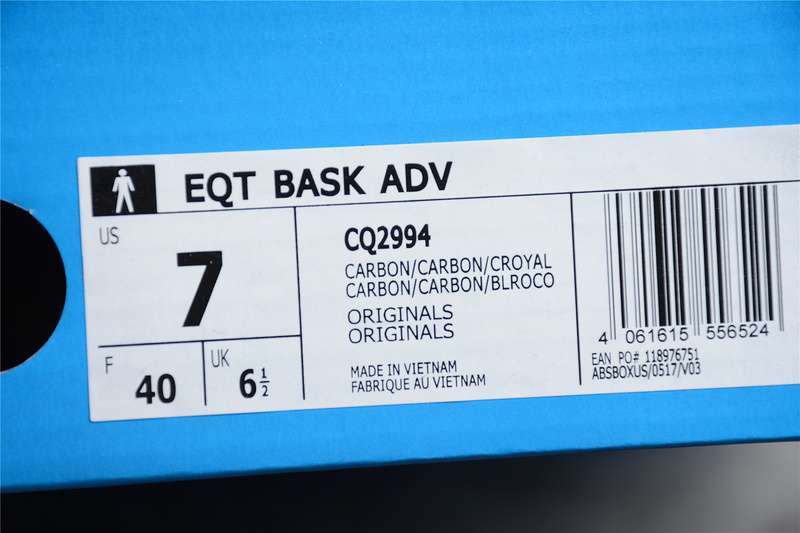 EQT BASK ADV
US
7
F
40
UK
6 1/2
CQ2994
CARBON/CARBON/CROYAL
CARBON/CARBON/BLROCO
ORIGINALS
ORIGINALS
MADE IN VIETNAM
FABRIQUE AU VIETNAM
4 061615 556524
EAN PO# 118976751
ABSBOXUS/0517/V03